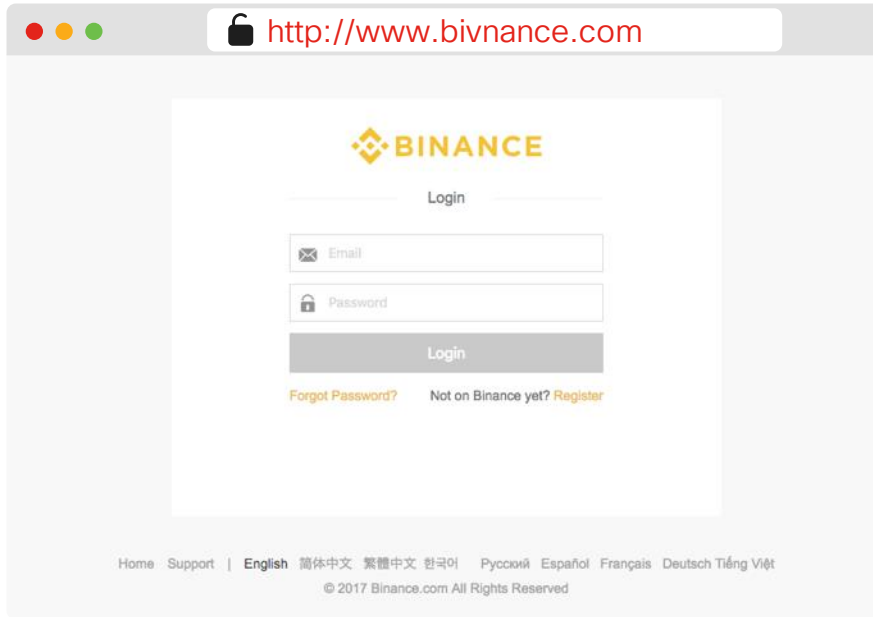 http://www.bivnance.com
BINANCE
Login
Email
Password
Login
Forgot Password? Not on Binance yet? Register
Home Support | English 简体中文 繁體中文 한국어 Русский Español Français Deutsch Tiếng Việt
© 2017 Binance.com All Rights Reserved